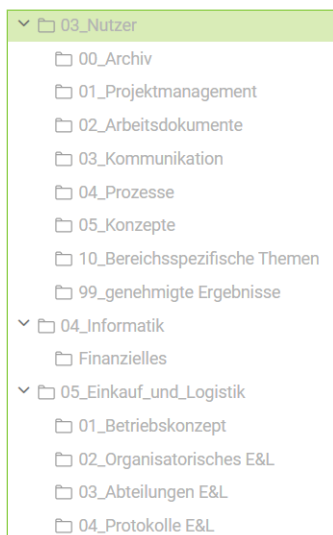 03_Nutzer
00_Archiv
01_Projektmanagement
02_Arbeitsdokumente
03_Kommunikation
04_Prozesse
05_Konzepte
10_Bereichsspezifische Themen
99_genehmigte Ergebnisse
04_Informatik
Finanzielles
05_Einkauf_und_Logistik
01_Betriebskonzept
02_Organisatorisches E&L
03_Abteilungen E&L
04_Protokolle E&L